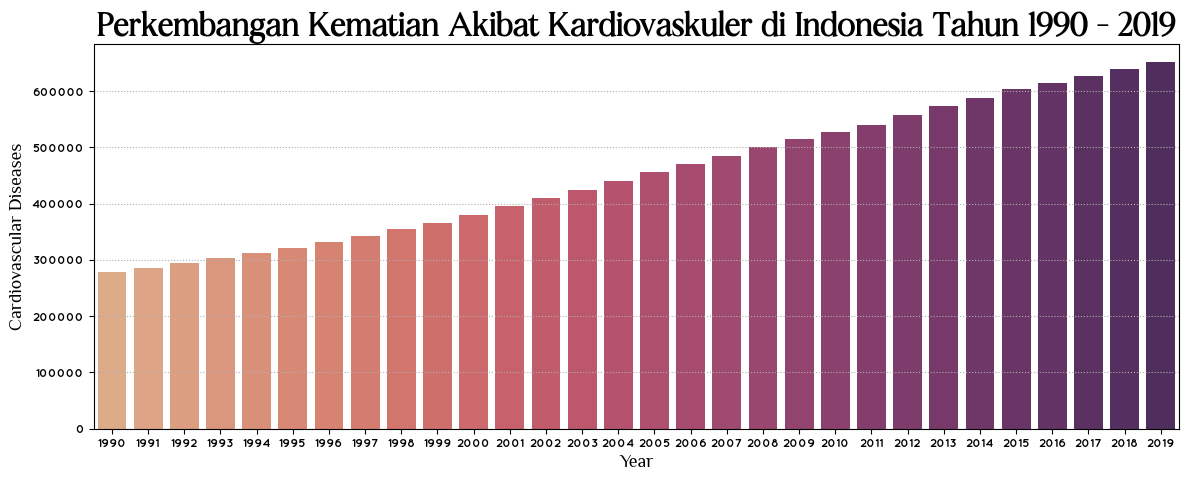 Perkembangan Kematian Akibat Kardiovaskuler di Indonesia Tahun 1990 - 2019
Cardiovascular Diseases
600000
500000
400000
300000
200000
100000
0
1990 1991 1992 1993 1994 1995 1996 1997 1998 1999 2000 2001 2002 2003 2004 2005 2006 2007 2008 2009 2010 2011 2012 2013 2014 2015 2016 2017 2018 2019
Year